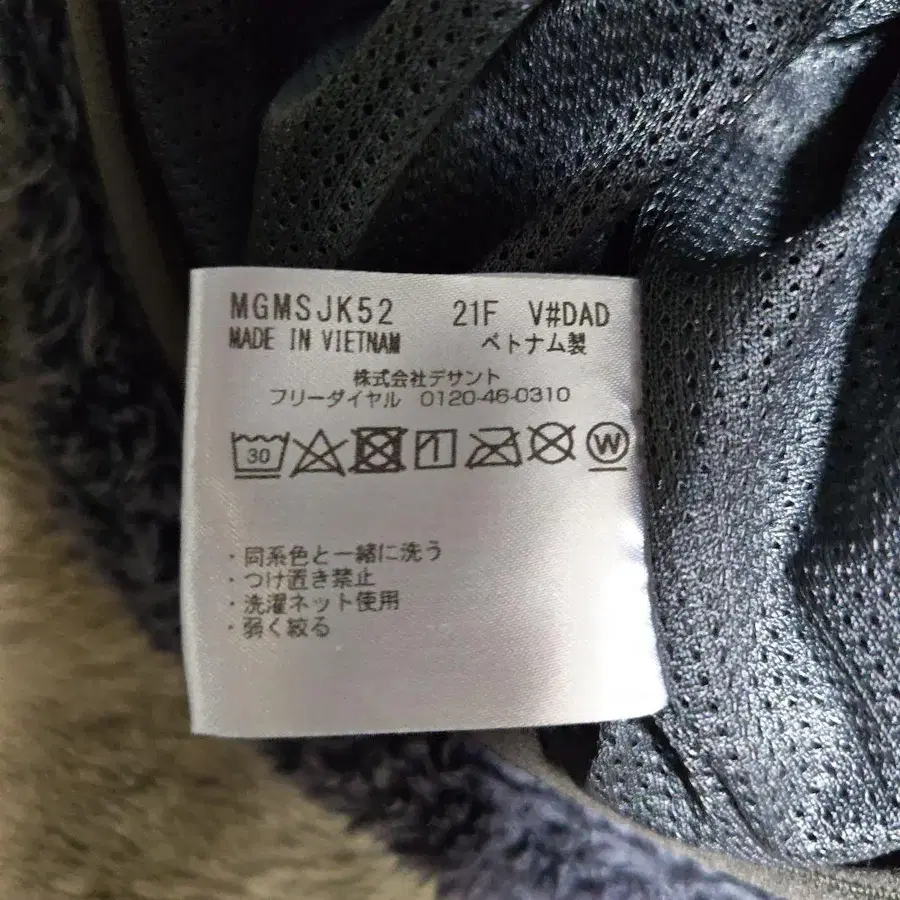 MGMSJK52 21F V#DAD
MADE IN VIETNAM ベトナム製
株式会社デサント
フリーダイヤル 0120-46-0310
30 W
・同系色と一緒に洗う
・つけ置き禁止
・洗濯ネット使用
・弱く絞る